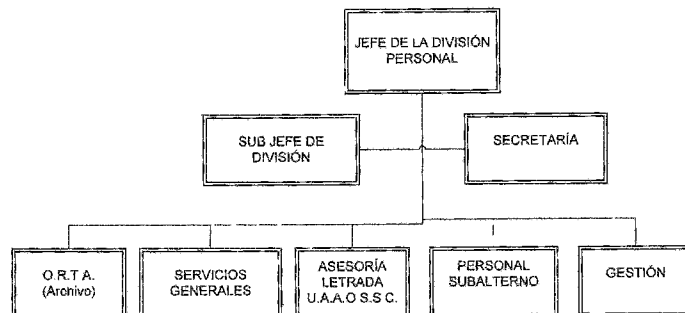 JEFE DE LA DIVISIÓN
PERSONAL
SUB JEFE DE
DIVISIÓN
SECRETARÍA
O.R.T A.
(Archivo)
SERVICIOS
GENERALES
ASESORÍA
LETRADA
U.A.A.O S.S C.
PERSONAL
SUBALTERNO
GESTIÓN